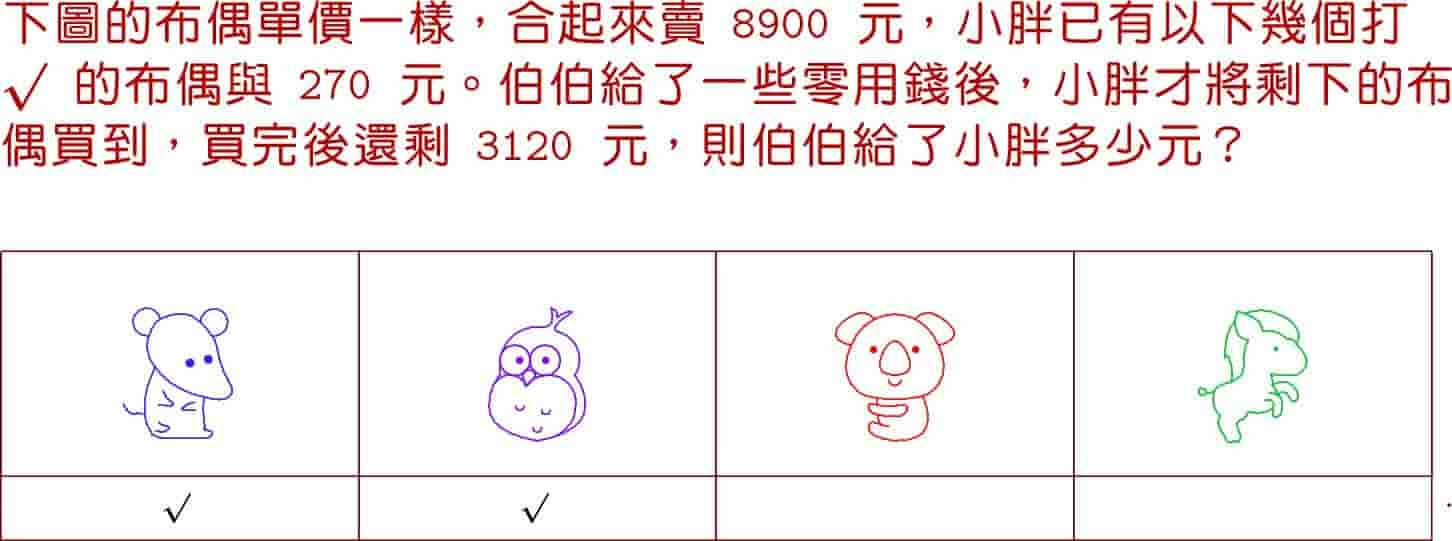 下圖的布偶單價一樣，合起來賣 8900 元，小胖已有以下幾個打
√ 的布偶與 270 元。伯伯給了一些零用錢後，小胖才將剩下的布
偶買到，買完後還剩 3120 元，則伯伯給了小胖多少元？
√ √ .